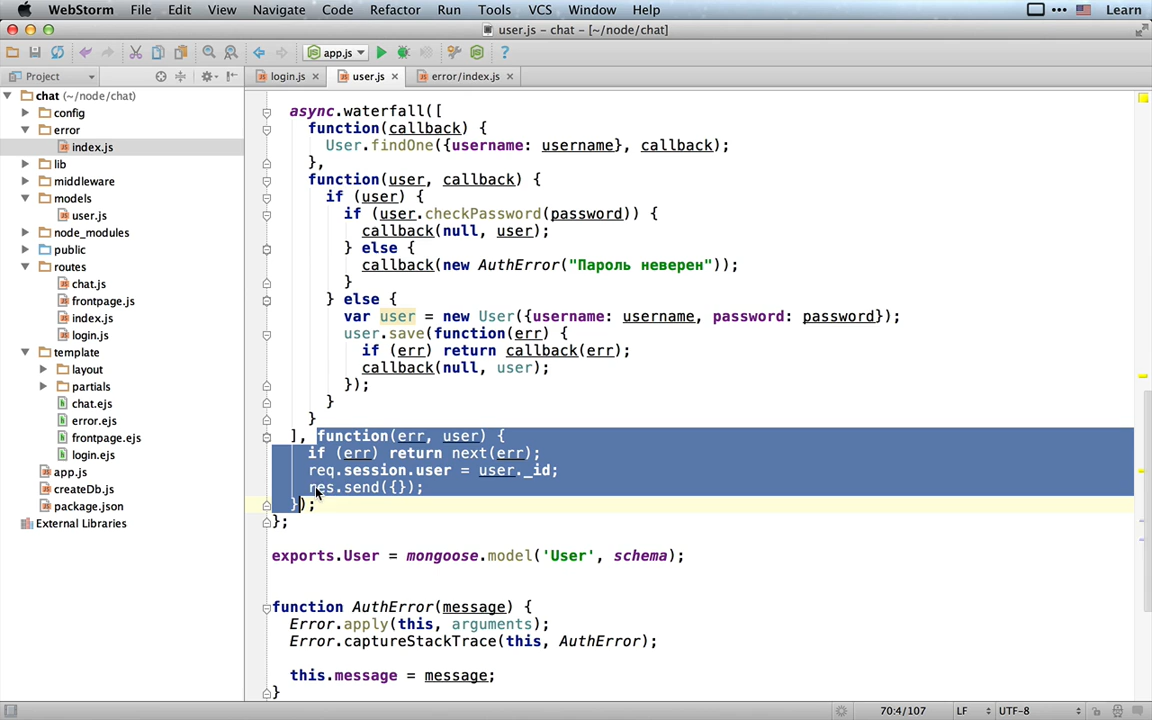 WebStorm File Edit View Navigate Code Refactor Run Tools VCS Window Help Learn
user.js – chat – [~/node/chat]
app.js
Project
login.js user.js error/index.js
chat (~/node/chat)
config
error
index.js
lib
middleware
models
user.js
node_modules
public
routes
chat.js
frontpage.js
index.js
login.js
template
layout
partials
chat.ejs
error.ejs
frontpage.ejs
login.ejs
app.js
createDb.js
package.json
External Libraries
async.waterfall([
function(callback) {
User.findOne({username: username}, callback);
},
function(user, callback) {
if (user) {
if (user.checkPassword(password)) {
callback(null, user);
} else {
callback(new AuthError("Пароль неверен"));
}
} else {
var user = new User({username: username, password: password});
user.save(function(err) {
if (err) return callback(err);
callback(null, user);
});
}
}
], function(err, user) {
if (err) return next(err);
req.session.user = user._id;
res.send({});
});
};
exports.User = mongoose.model('User', schema);
function AuthError(message) {
Error.apply(this, arguments);
Error.captureStackTrace(this, AuthError);
this.message = message;
}
70:4/107 LF UTF-8